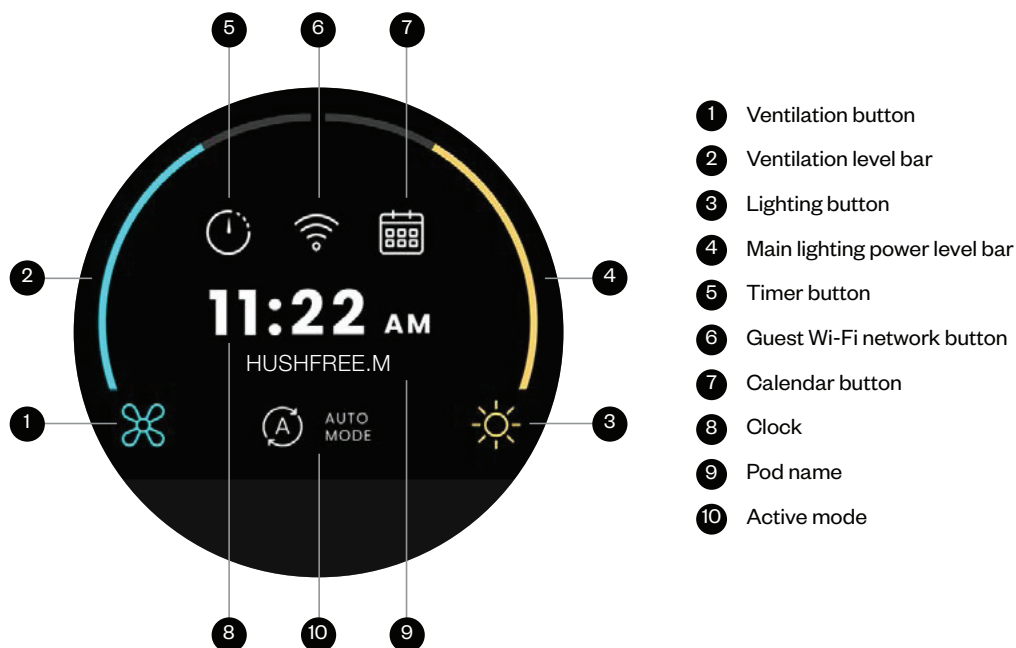 5 6 7
2 4
11:22 AM
HUSHFREE.M
1 3
A AUTO
MODE
8 10 9
1 Ventilation button
2 Ventilation level bar
3 Lighting button
4 Main lighting power level bar
5 Timer button
6 Guest Wi-Fi network button
7 Calendar button
8 Clock
9 Pod name
10 Active mode